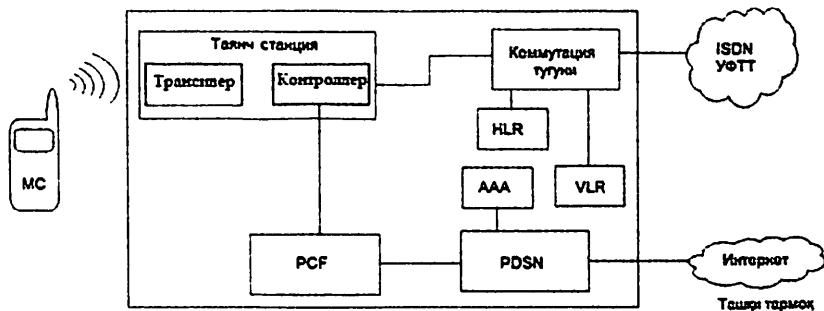 Таянч станция
Трансивер
Контроллер
Коммутация
тугуни
ISDN
УФТТ
HLR
MC
AAA
VLR
PCF
PDSN
Интернет
Ташқи тармоқ